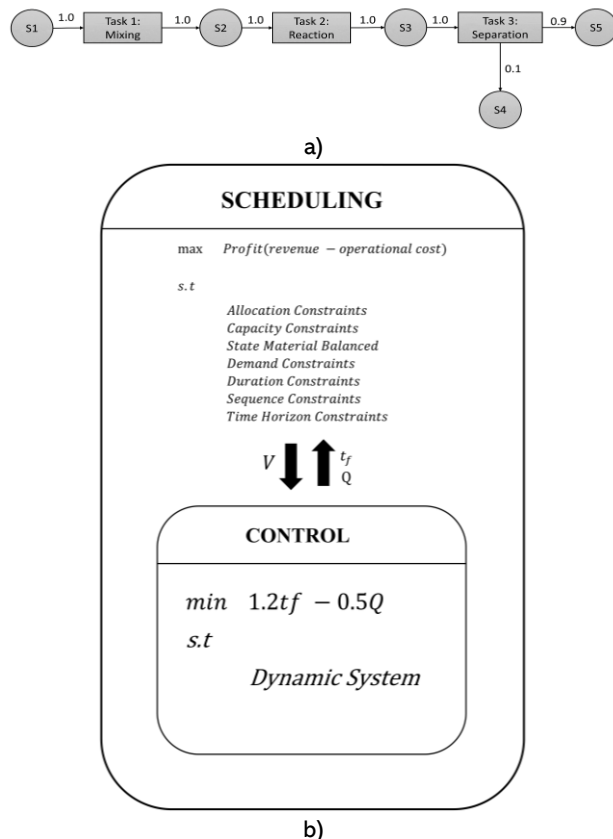 S1 1.0 Task 1: 1.0 S2 1.0 Task 2: 1.0 S3 1.0 Task 3: 0.9 S5
Mixing Reaction Separation
0.1
S4
a)
SCHEDULING
max Profit(revenue − operational cost)
s.t
Allocation Constraints
Capacity Constraints
State Material Balanced
Demand Constraints
Duration Constraints
Sequence Constraints
Time Horizon Constraints
V t_f
Q
CONTROL
min 1.2tf − 0.5Q
s.t
Dynamic System
b)